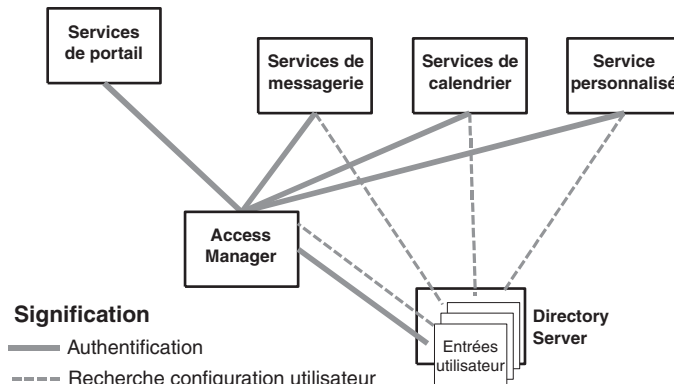 Services
de portail
Services de
messagerie
Services de
calendrier
Service
personnalisé
Access
Manager
Directory
Server
Entrées
utilisateur
Signification
Authentification
Recherche configuration utilisateur